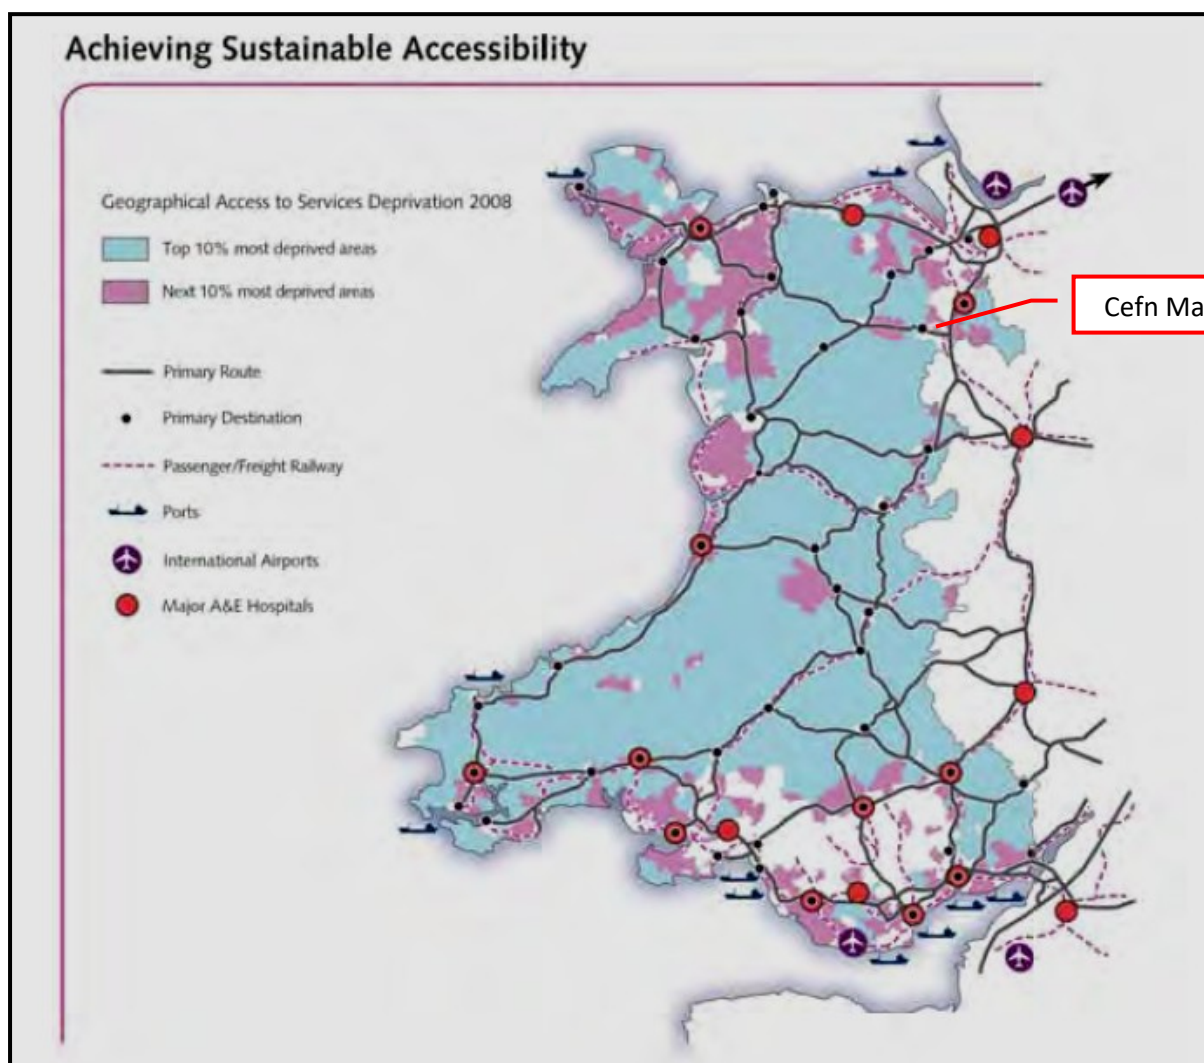 Achieving Sustainable Accessibility
Geographical Access to Services Deprivation 2008
Top 10% most deprived areas
Next 10% most deprived areas
Primary Route
Primary Destination
Passenger/Freight Railway
Ports
International Airports
Major A&E Hospitals
Cefn Ma